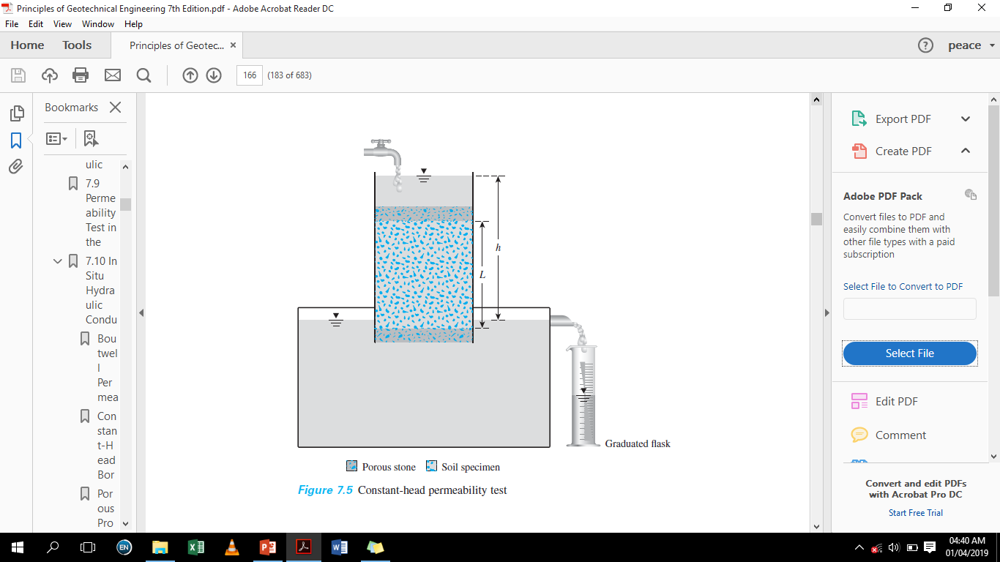 Principles of Geotechnical Engineering 7th Edition.pdf - Adobe Acrobat Reader DC
File Edit View Window Help
Home Tools Principles of Geotec... × ? peace
166 (183 of 683)
Bookmarks
ulic
7.9
Perme
ability
Test in
the
7.10 In
Situ
Hydra
ulic
Condu
Bou
twel
l
Per
mea
Con
stan
t-H
ead
Bor
Por
ous
Pro
h
L
Graduated flask
Porous stone Soil specimen
Figure 7.5 Constant-head permeability test
Export PDF
Create PDF
Adobe PDF Pack
Convert files to PDF and
easily combine them with
other file types with a paid
subscription
Select File to Convert to PDF
Select File
Edit PDF
Comment
Convert and edit PDFs
with Acrobat Pro DC
Start Free Trial
EN
04:40 AM
01/04/2019